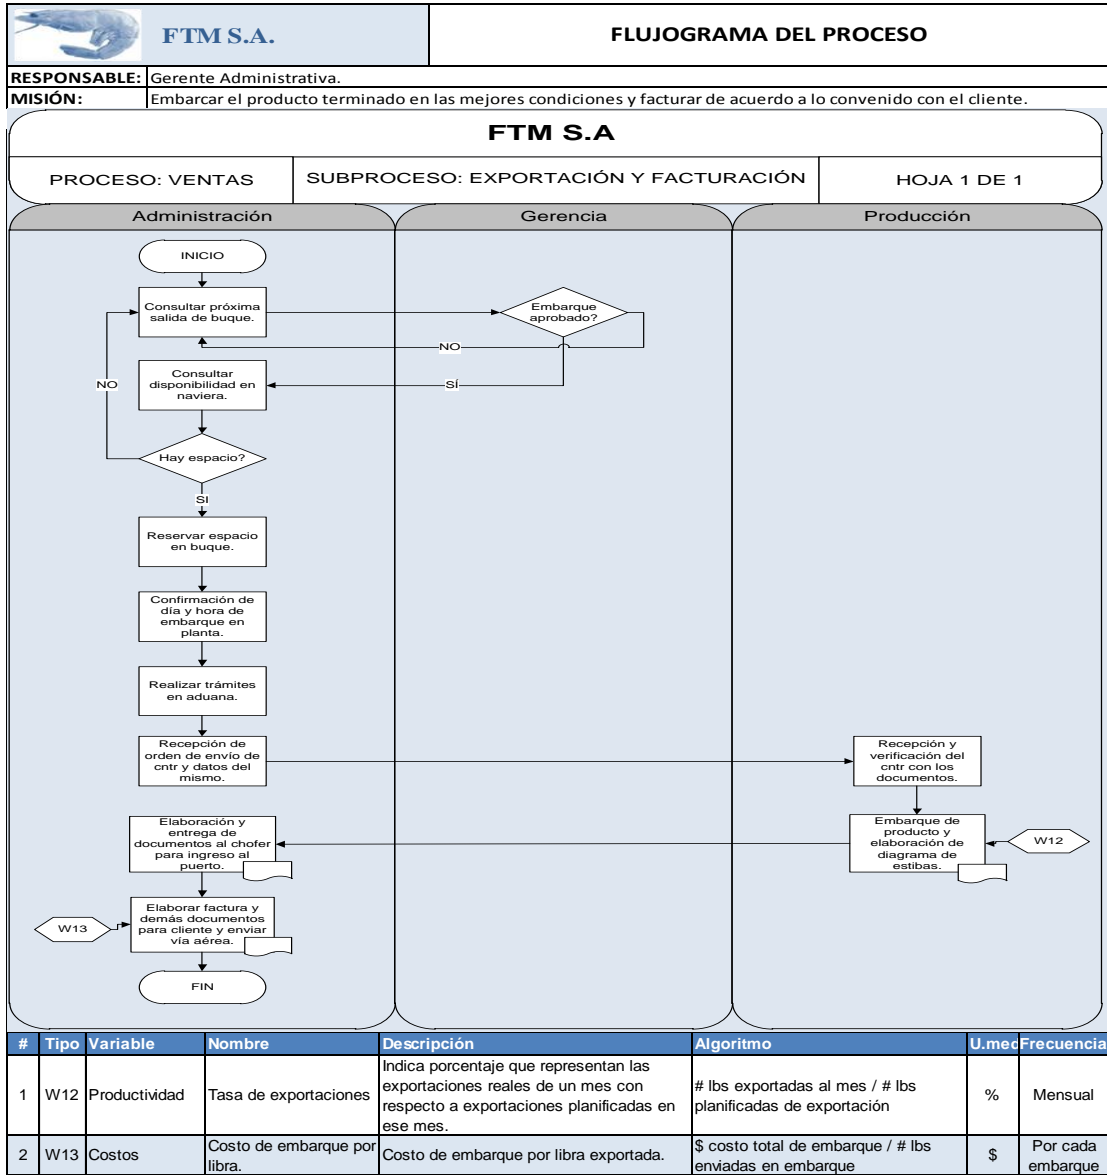 FTM S.A.
FLUJOGRAMA DEL PROCESO
RESPONSABLE: Gerente Administrativa.
MISIÓN: Embarcar el producto terminado en las mejores condiciones y facturar de acuerdo a lo convenido con el cliente.
FTM S.A
PROCESO: VENTAS
SUBPROCESO: EXPORTACIÓN Y FACTURACIÓN
HOJA 1 DE 1
Administración
Gerencia
Producción
INICIO
Consultar próxima
salida de buque.
Embarque
aprobado?
NO
Consultar
disponibilidad en
naviera.
SÍ
NO
Hay espacio?
SI
Reservar espacio
en buque.
Confirmación de
día y hora de
embarque en
planta.
Realizar trámites
en aduana.
Recepción de
orden de envío de
cntr y datos del
mismo.
Recepción y
verificación del
cntr con los
documentos.
Embarque de
producto y
elaboración de
diagrama de
estibas.
W12
Elaboración y
entrega de
documentos al chofer
para ingreso al
puerto.
W13
Elaborar factura y
demás documentos
para cliente y enviar
vía aérea.
FIN
# Tipo Variable Nombre Descripción Algoritmo U.med Frecuencia
1 W12 Productividad Tasa de exportaciones
Indica porcentaje que representan las
exportaciones reales de un mes con
respecto a exportaciones planificadas en
ese mes.
# lbs exportadas al mes / # lbs
planificadas de exportación
% Mensual
2 W13 Costos
Costo de embarque por
libra.
Costo de embarque por libra exportada.
$ costo total de embarque / # lbs
enviadas en embarque
$
Por cada
embarque